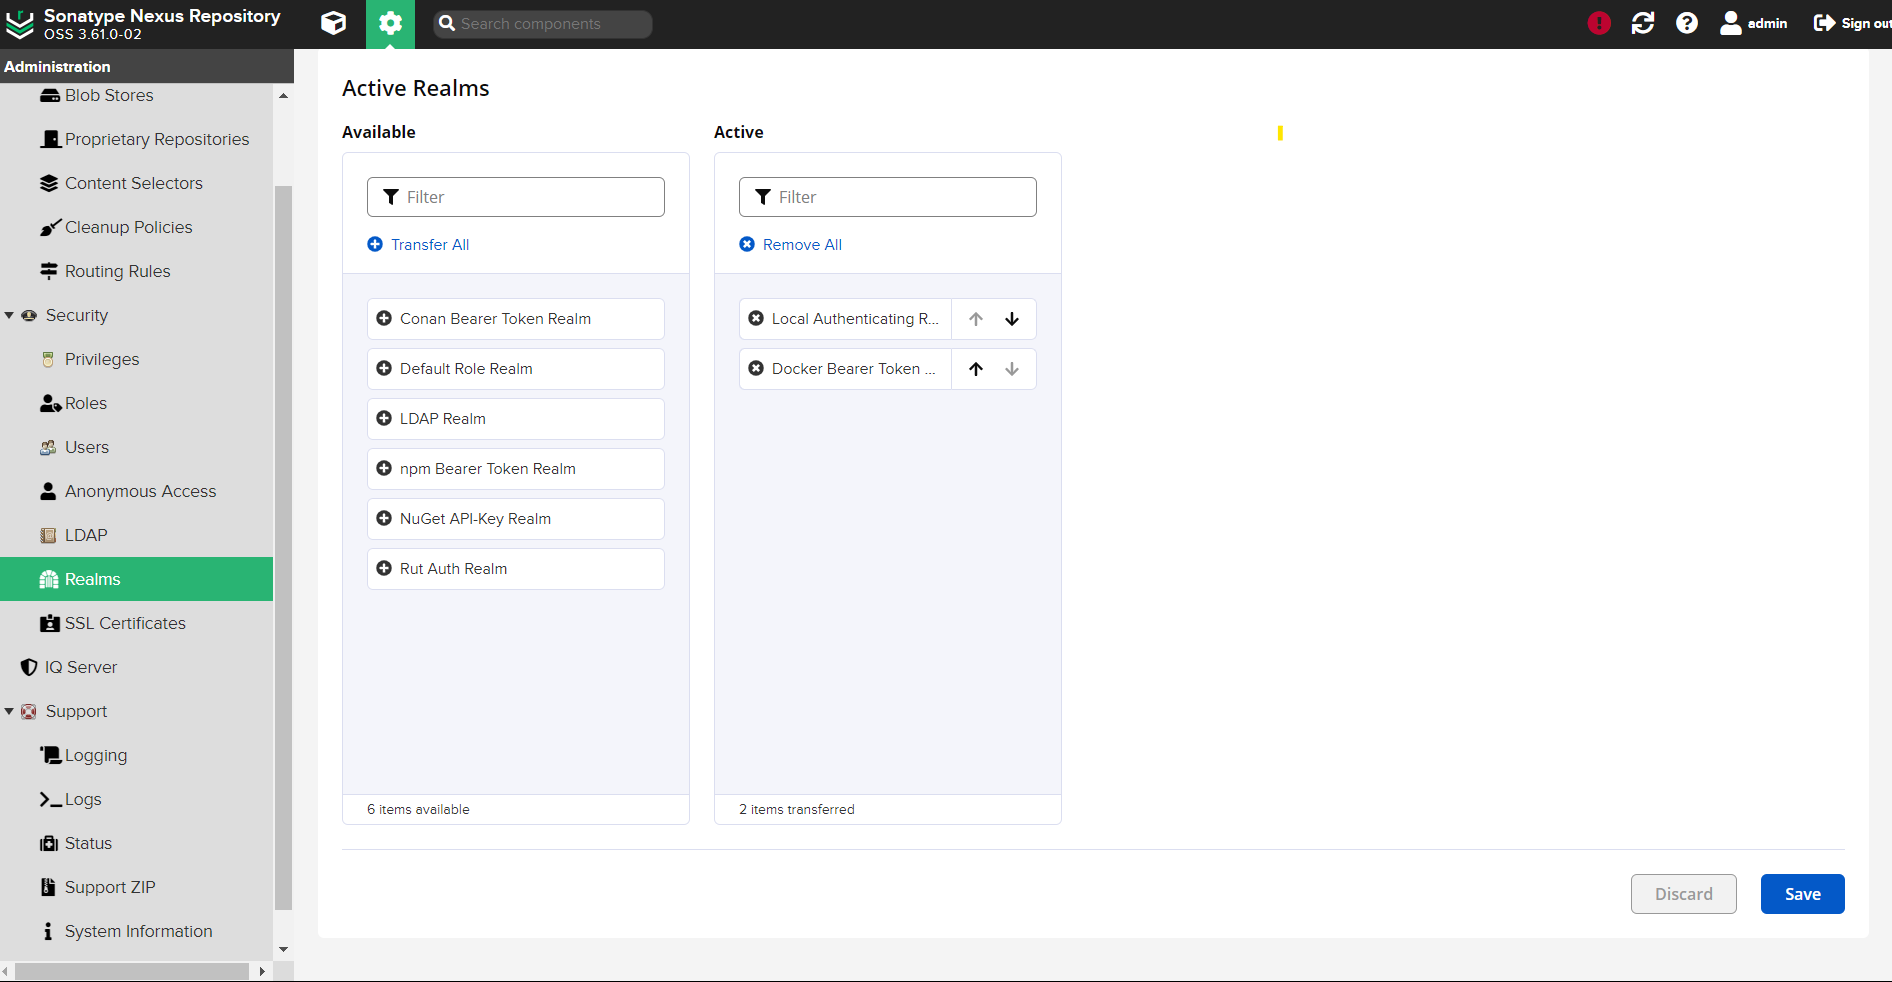 Sonatype Nexus Repository
OSS 3.61.0-02
Search components
admin
Sign out
Administration
Blob Stores
Proprietary Repositories
Content Selectors
Cleanup Policies
Routing Rules
Security
Privileges
Roles
Users
Anonymous Access
LDAP
Realms
SSL Certificates
IQ Server
Support
Logging
Logs
Status
Support ZIP
System Information
Active Realms
Available
Filter
Transfer All
Conan Bearer Token Realm
Default Role Realm
LDAP Realm
npm Bearer Token Realm
NuGet API-Key Realm
Rut Auth Realm
6 items available
Active
Filter
Remove All
Local Authenticating R...
Docker Bearer Token ...
2 items transferred
Discard
Save